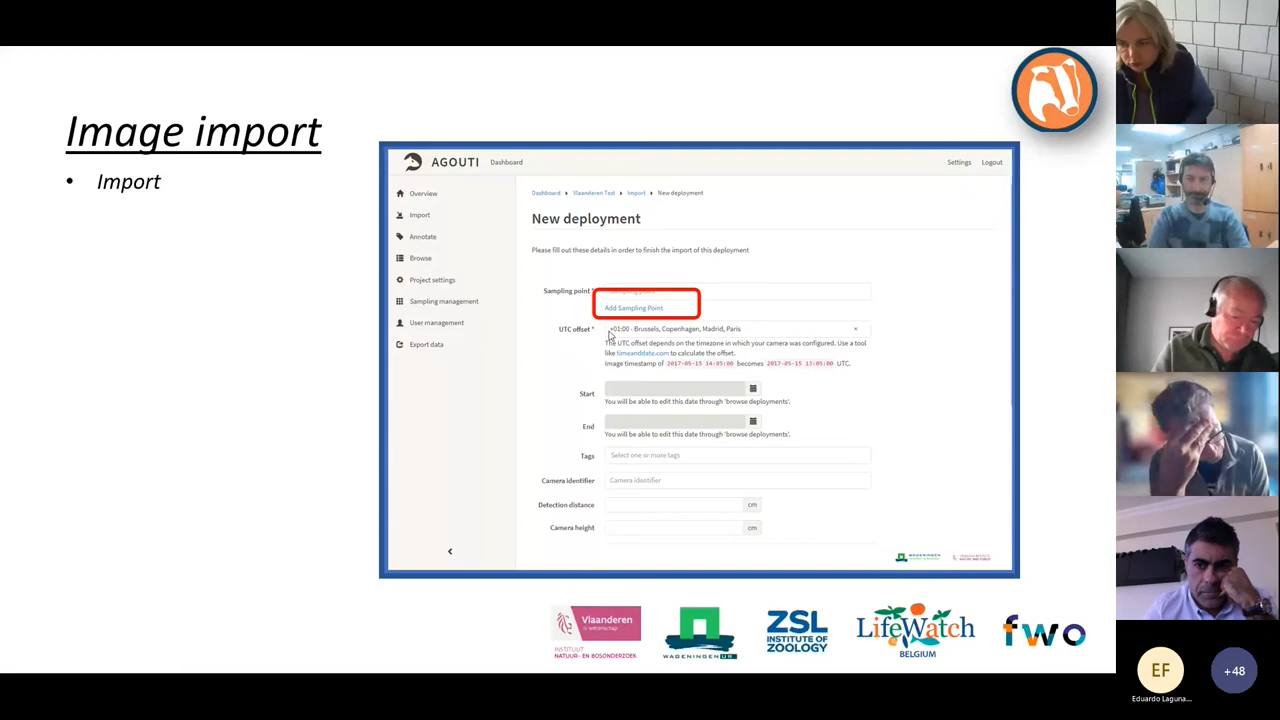 Image import
• Import
AGOUTI
Dashboard
Settings
Logout
Overview
Import
Annotate
Browse
Project settings
Sampling management
User management
Export data
Dashboard
Vlaanderen Test
Import
New deployment
New deployment
Please fill out these details in order to finish the import of this deployment
Sampling point *
Add Sampling Point
UTC offset *
+01:00 - Brussels, Copenhagen, Madrid, Paris
×
The UTC offset depends on the timezone in which your camera was configured. Use a tool
like timeanddate.com to calculate the offset.
Image timestamp of 2017-05-15 14:05:00 becomes 2017-05-15 13:05:00 UTC.
Start
You will be able to edit this date through 'browse deployments'.
End
You will be able to edit this date through 'browse deployments'.
Tags
Select one or more tags
Camera identifier
Camera identifier
Detection distance
cm
Camera height
cm
WAGENINGEN
Vlaanderen
is wetenschap
INSTITUUT
NATUUR- EN BOSONDERZOEK
WAGENINGEN UR
ZSL
INSTITUTE OF
ZOOLOGY
LifeWatch
BELGIUM
fwo
EF
+48
Eduardo Laguna...